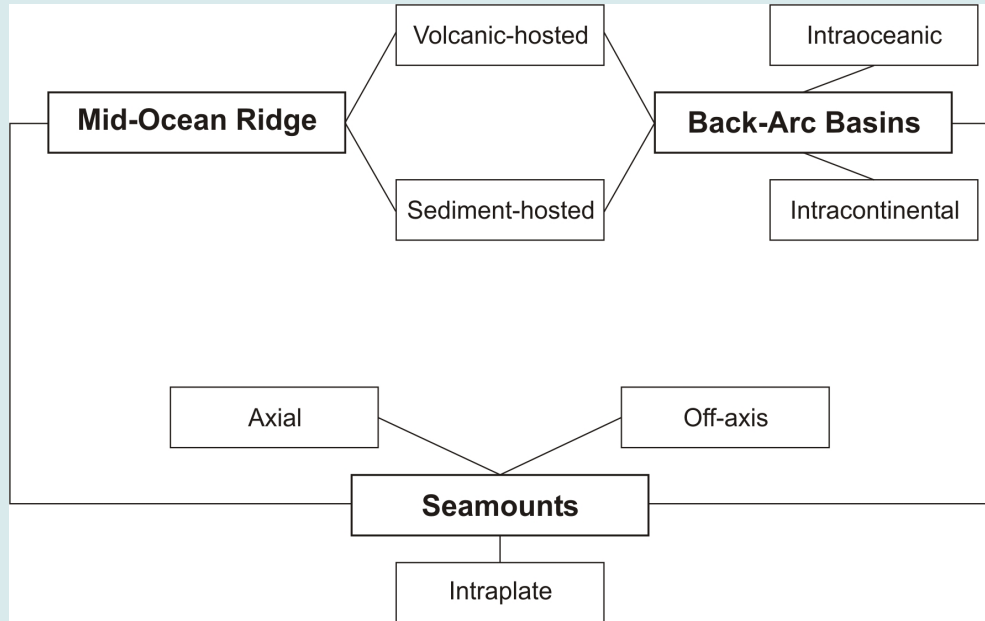 Volcanic-hosted
Intraoceanic
Mid-Ocean Ridge
Back-Arc Basins
Sediment-hosted
Intracontinental
Axial
Off-axis
Seamounts
Intraplate